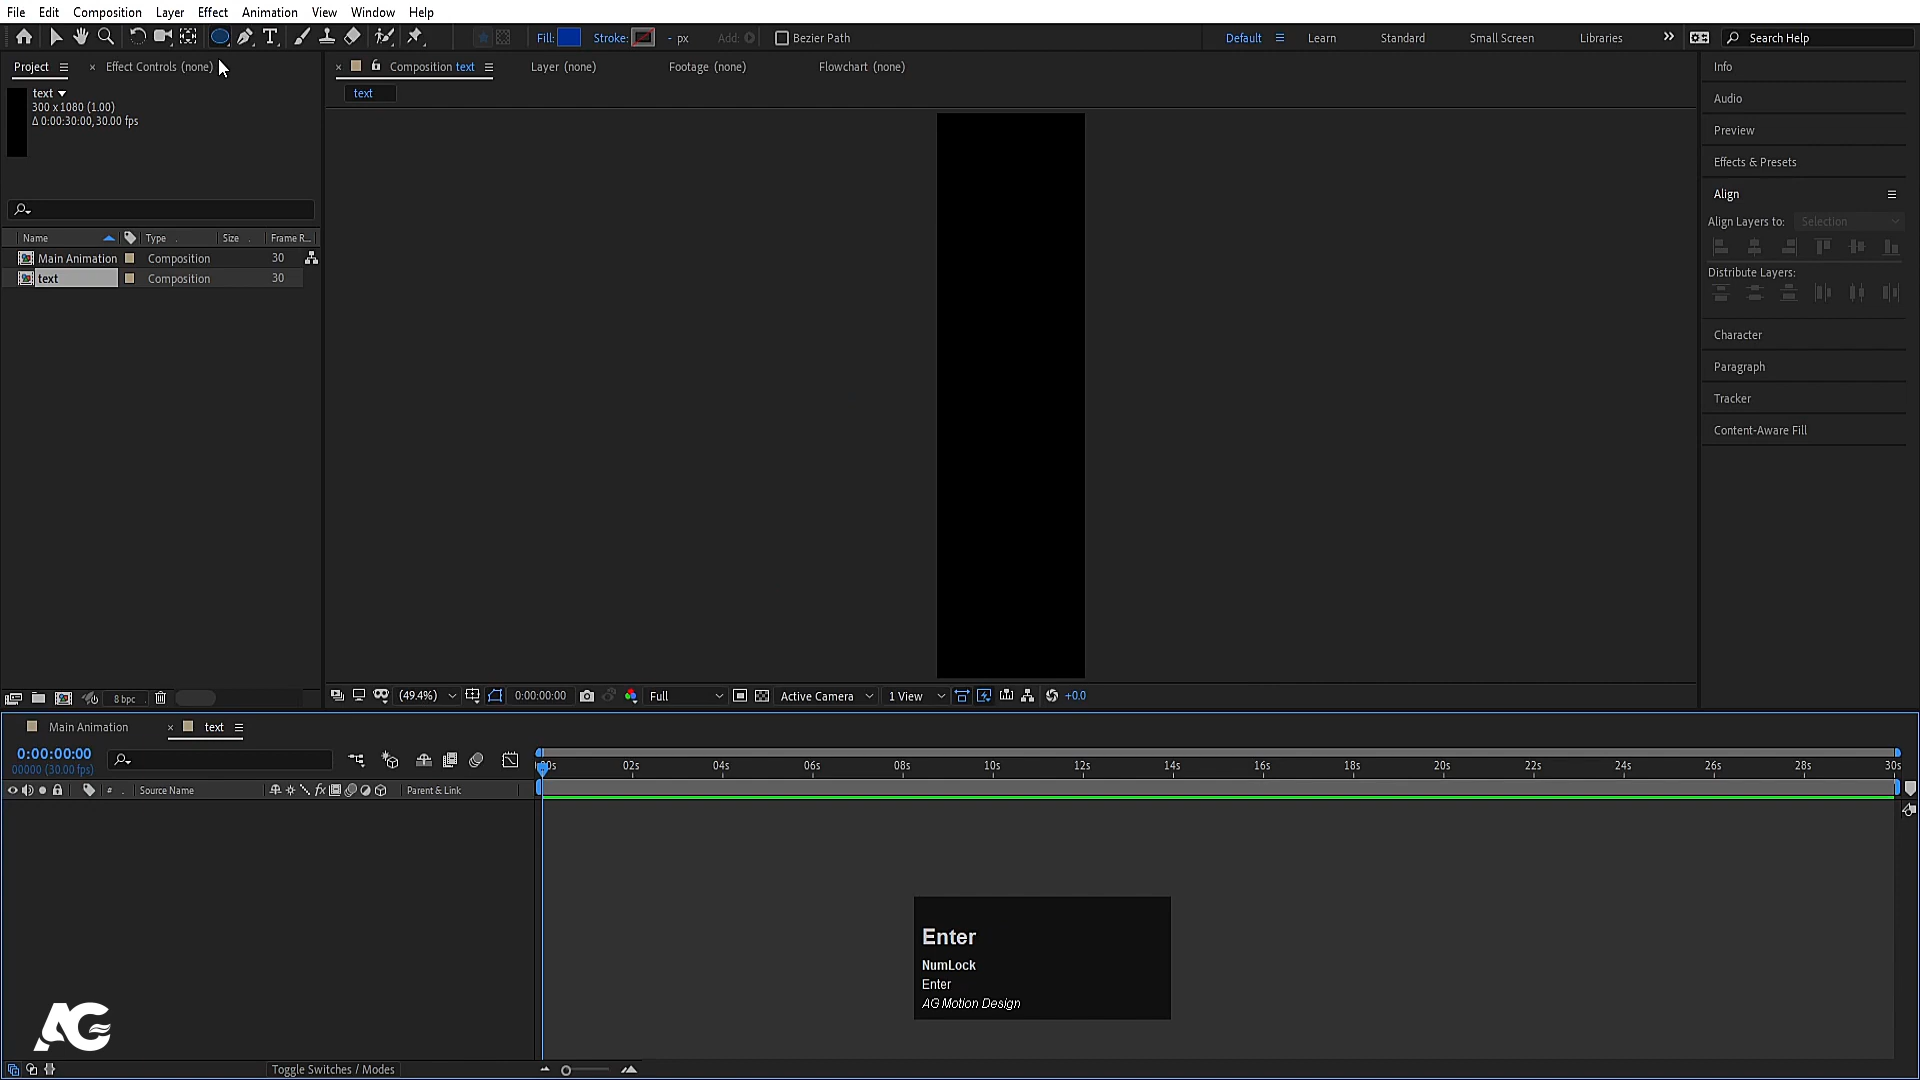 File Edit Composition Layer Effect Animation View Window Help
Fill: Stroke: - px Add: Bezier Path Default Learn Standard Small Screen Libraries Search Help
Project Effect Controls (none) Composition text Layer (none) Footage (none) Flowchart (none) Info
text
300 x 1080 (1.00)
Δ 0:00:30:00, 30.00 fps
text
Audio
Preview
Effects & Presets
Align
Align Layers to: Selection
Distribute Layers:
Character
Paragraph
Tracker
Content-Aware Fill
Name Type Size Frame R...
Main Animation Composition 30
text Composition 30
8 bpc (49.4%) 0:00:00:00 Full Active Camera 1 View +0.0
Main Animation text
0:00:00:00
00000 (30.00 fps)
:00s 02s 04s 06s 08s 10s 12s 14s 16s 18s 20s 22s 24s 26s 28s 30s
# . Source Name fx Parent & Link
Enter
NumLock
Enter
AG Motion Design
AG
Toggle Switches / Modes